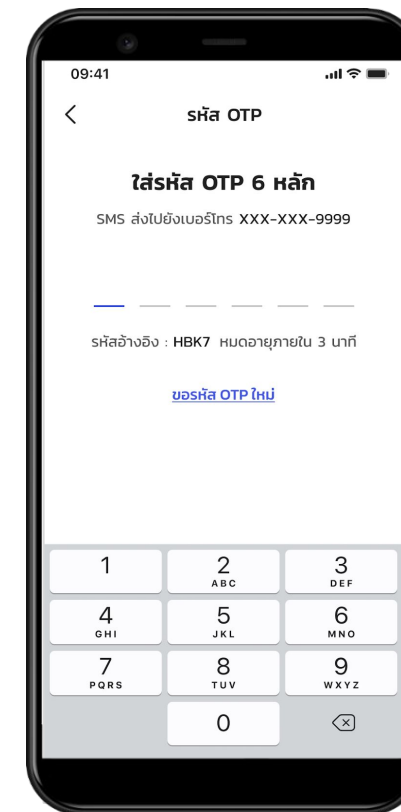 09:41
รหัส OTP
ใส่รหัส OTP 6 หลัก
SMS ส่งไปยังเบอร์โทร XXX-XXX-9999
รหัสอ้างอิง : HBK7 หมดอายุภายใน 3 นาที
ขอรหัส OTP ใหม่
1 2 3
ABC DEF
4 5 6
GHI JKL MNO
7 8 9
PQRS TUV WXYZ
0